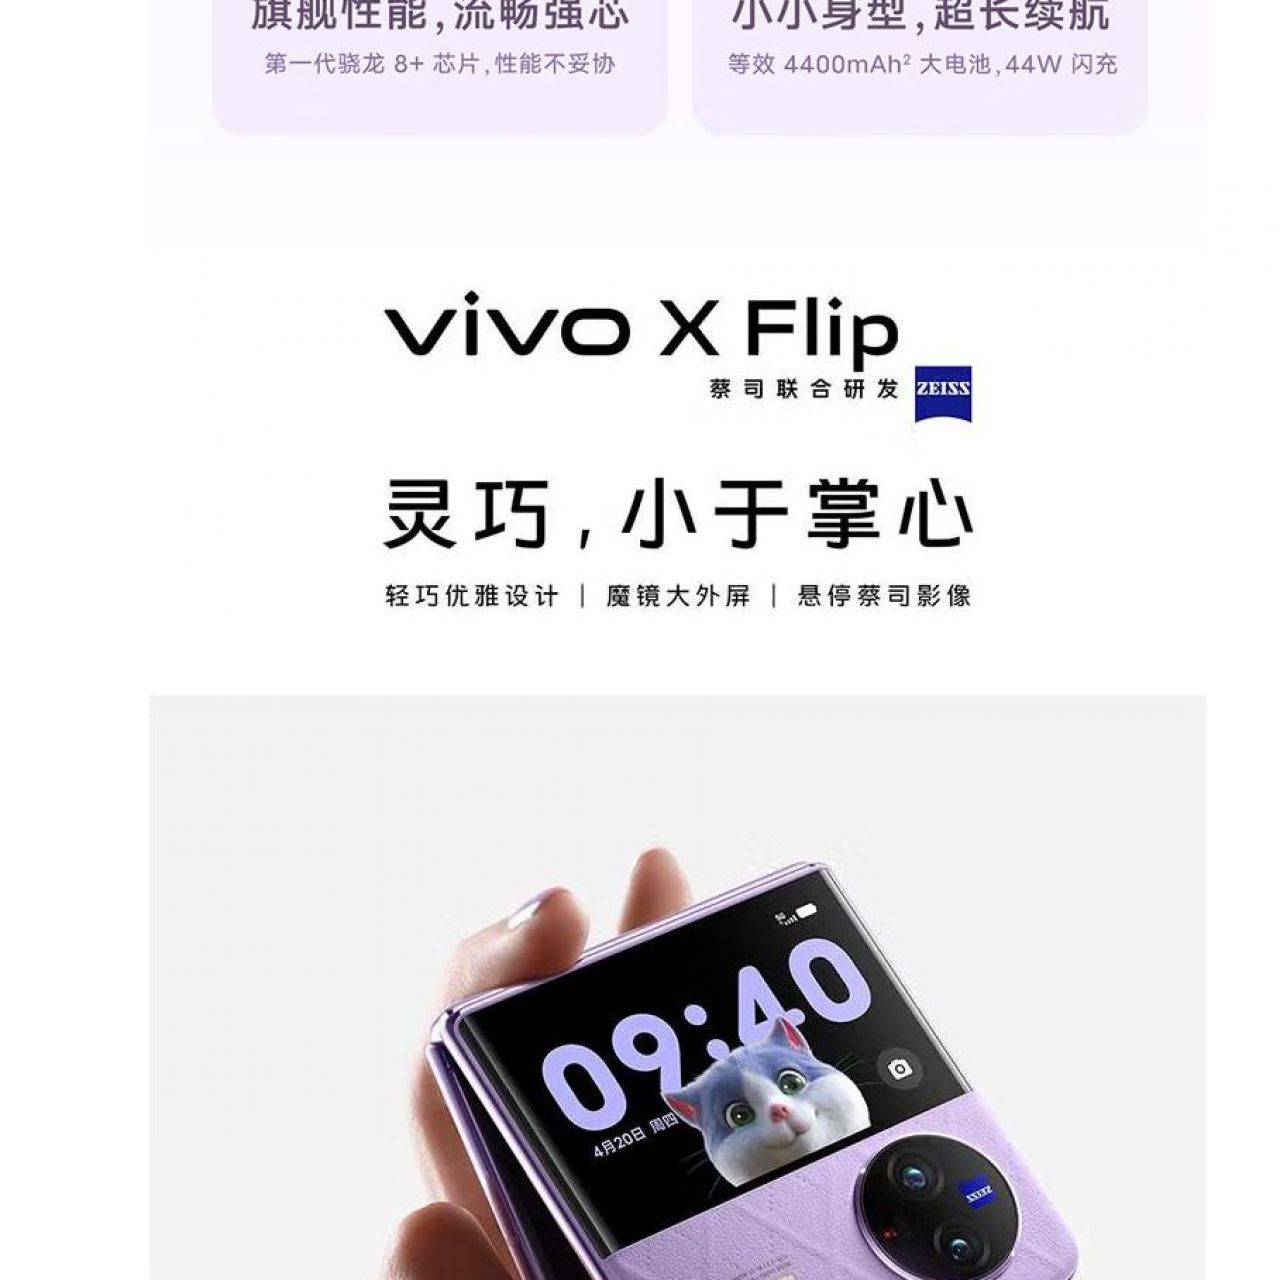 旗舰性能,流畅强芯
第一代骁龙 8+ 芯片,性能不妥协
小小身型,超长续航
等效 4400mAh² 大电池,44W 闪充
vivo X Flip
蔡司联合研发 ZEISS
灵巧,小于掌心
轻巧优雅设计 | 魔镜大外屏 | 悬停蔡司影像
5G
09:40
4月20日 周四
ZEISS